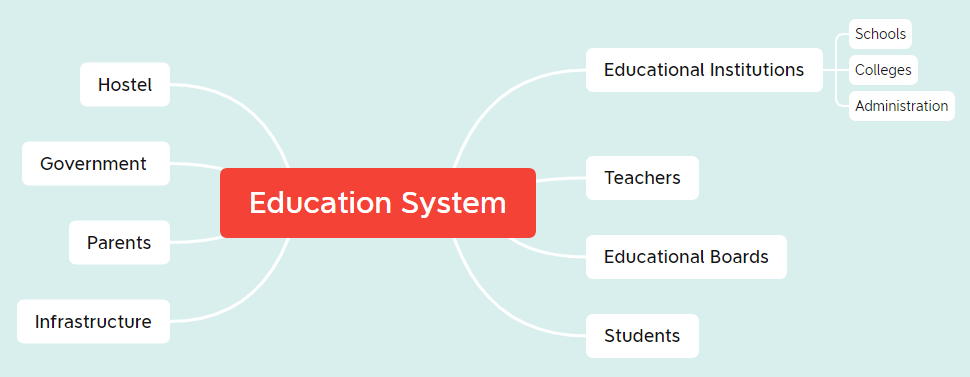 Education System
Hostel
Government
Parents
Infrastructure
Educational Institutions
Schools
Colleges
Administration
Teachers
Educational Boards
Students